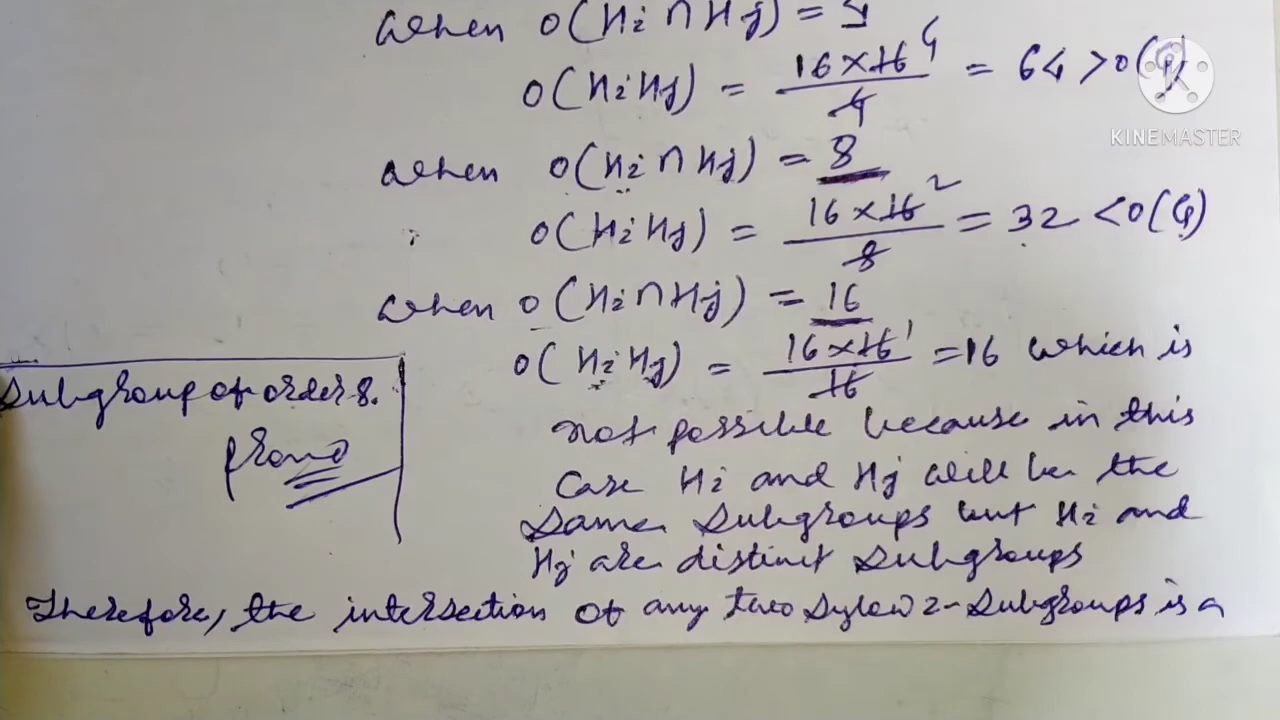 when o(Hi ∩ Hj) = 4
o(HiHj) = 16 × 16 4 / 4 = 64 > o(G)
KINEMASTER
when o(Hi ∩ Hj) = 8
o(HiHj) = 16 × 16 2 / 8 = 32 < o(G)
when o(Hi ∩ Hj) = 16
o(HiHj) = 16 × 16 1 / 16 = 16 which is
not possible because in this
case Hi and Hj will be the
same subgroups but Hi and
Hj are distinct subgroups
Therefore, the intersection of any two Sylow 2-subgroups is a
subgroup of order 8.